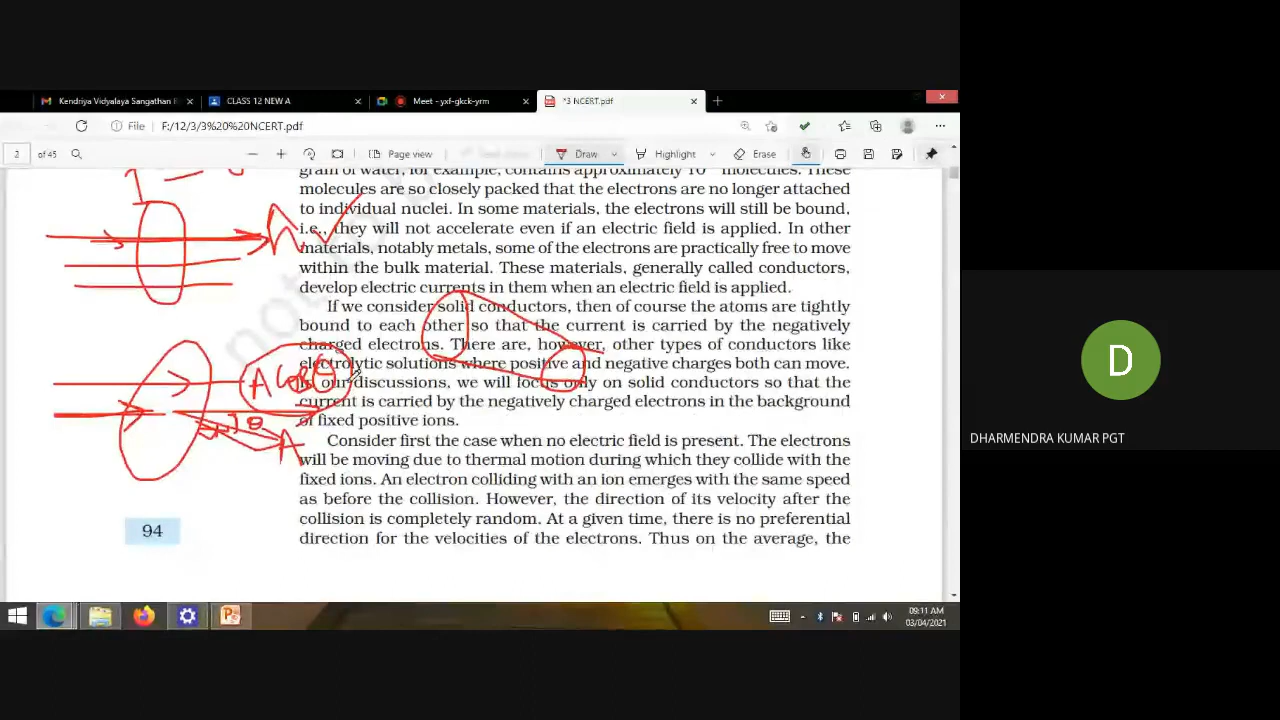 Kendriya Vidyalaya Sangathan
CLASS 12 NEW A
Meet - yxf-gkck-yrm
*3 NCERT.pdf
File
F:/12/3/3%20%20NCERT.pdf
2 of 45
Page view
Draw
Highlight
Erase
gram of water, for example, contains approximately 10 molecules. These
molecules are so closely packed that the electrons are no longer attached
to individual nuclei. In some materials, the electrons will still be bound,
i.e., they will not accelerate even if an electric field is applied. In other
materials, notably metals, some of the electrons are practically free to move
within the bulk material. These materials, generally called conductors,
develop electric currents in them when an electric field is applied.
If we consider solid conductors, then of course the atoms are tightly
bound to each other so that the current is carried by the negatively
charged electrons. There are, however, other types of conductors like
electrolytic solutions where positive and negative charges both can move.
In our discussions, we will focus only on solid conductors so that the
current is carried by the negatively charged electrons in the background
of fixed positive ions.
Consider first the case when no electric field is present. The electrons
will be moving due to thermal motion during which they collide with the
fixed ions. An electron colliding with an ion emerges with the same speed
as before the collision. However, the direction of its velocity after the
collision is completely random. At a given time, there is no preferential
direction for the velocities of the electrons. Thus on the average, the
94
not to b
A cos θ
θ
A
D
DHARMENDRA KUMAR PGT
09:11 AM
03/04/2021